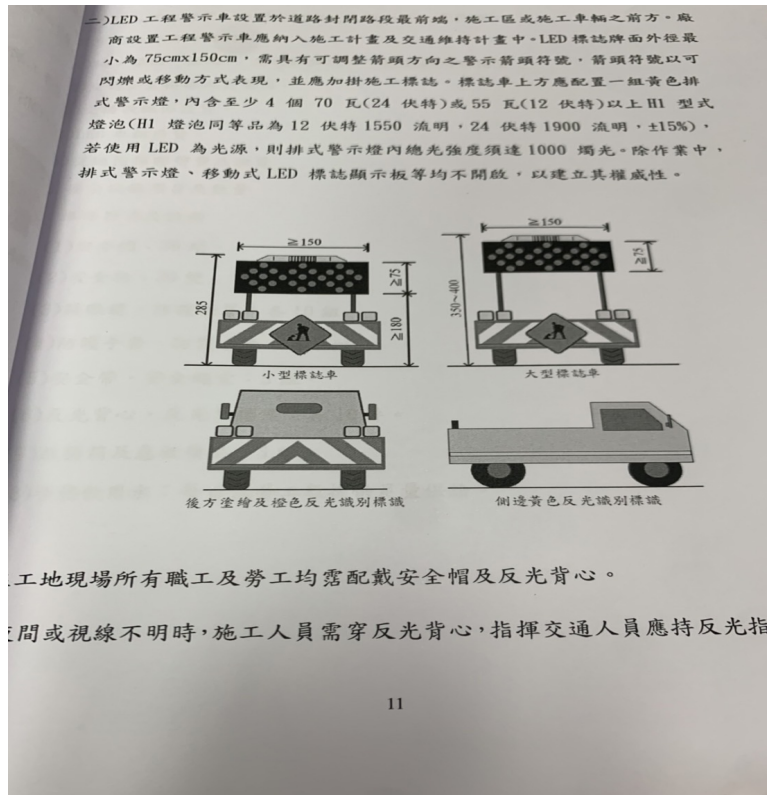 二)LED 工程警示車設置於道路封閉路段最前端，施工區或施工車輛之前方。廠
商設置工程警示車應納入施工計畫及交通維持計畫中。LED 標誌牌面外徑最
小為 75cmx150cm，需具有可調整箭頭方向之警示箭頭符號，箭頭符號以可
閃爍或移動方式表現，並應加掛施工標誌。標誌車上方應配置一組黃色排
式警示燈，內含至少 4 個 70 瓦(24 伏特)或 55 瓦(12 伏特)以上 H1 型式
燈泡(H1 燈泡同等品為 12 伏特 1550 流明，24 伏特 1900 流明，±15%)，
若使用 LED 為光源，則排式警示燈內總光強度須達 1000 燭光。除作業中，
排式警示燈、移動式 LED 標誌顯示板等均不開啟，以建立其權威性。
≧150
≧75
285
≧180
小型標誌車
≧150
≧75
350~400
大型標誌車
後方塗繪及橙色反光識別標識
側邊黃色反光識別標識
工地現場所有職工及勞工均需配戴安全帽及反光背心。
間或視線不明時，施工人員需穿反光背心，指揮交通人員應持反光指
11